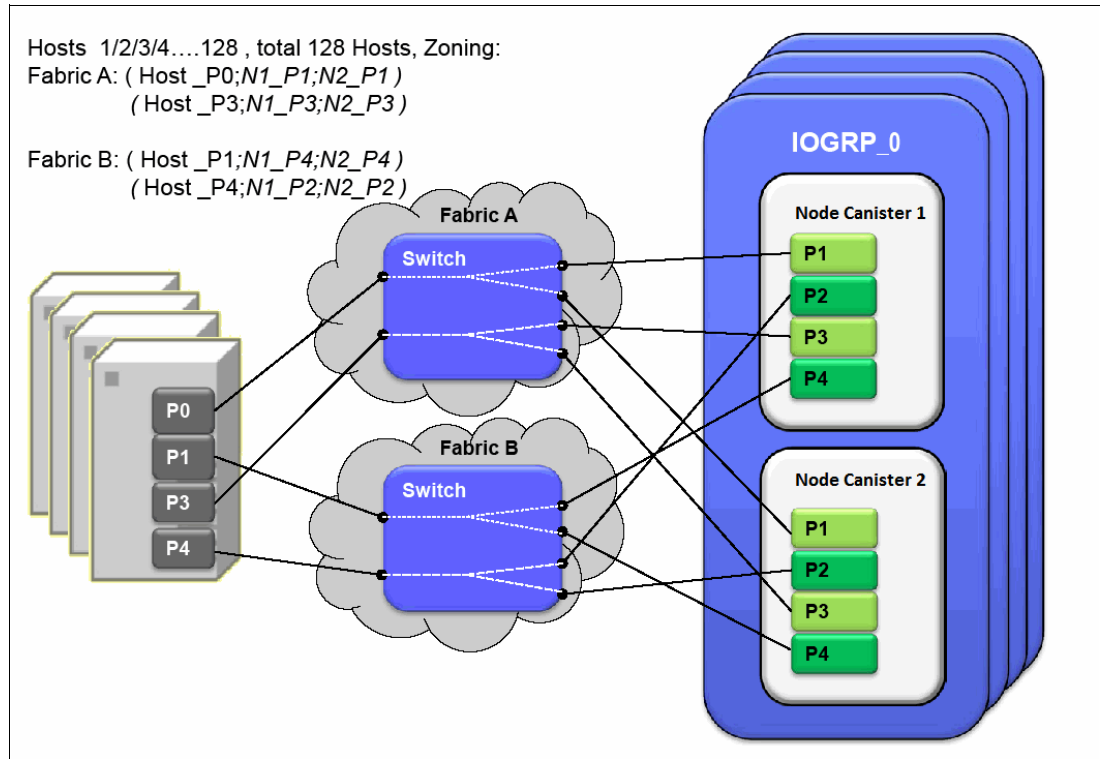 Hosts 1/2/3/4....128 , total 128 Hosts, Zoning:
Fabric A: ( Host _P0;N1_P1;N2_P1 )
( Host _P3;N1_P3;N2_P3 )
Fabric B: ( Host _P1;N1_P4;N2_P4 )
( Host _P4;N1_P2;N2_P2 )
P0
P1
P3
P4
Fabric A
Switch
Fabric B
Switch
IOGRP_0
Node Canister 1
P1
P2
P3
P4
Node Canister 2
P1
P2
P3
P4